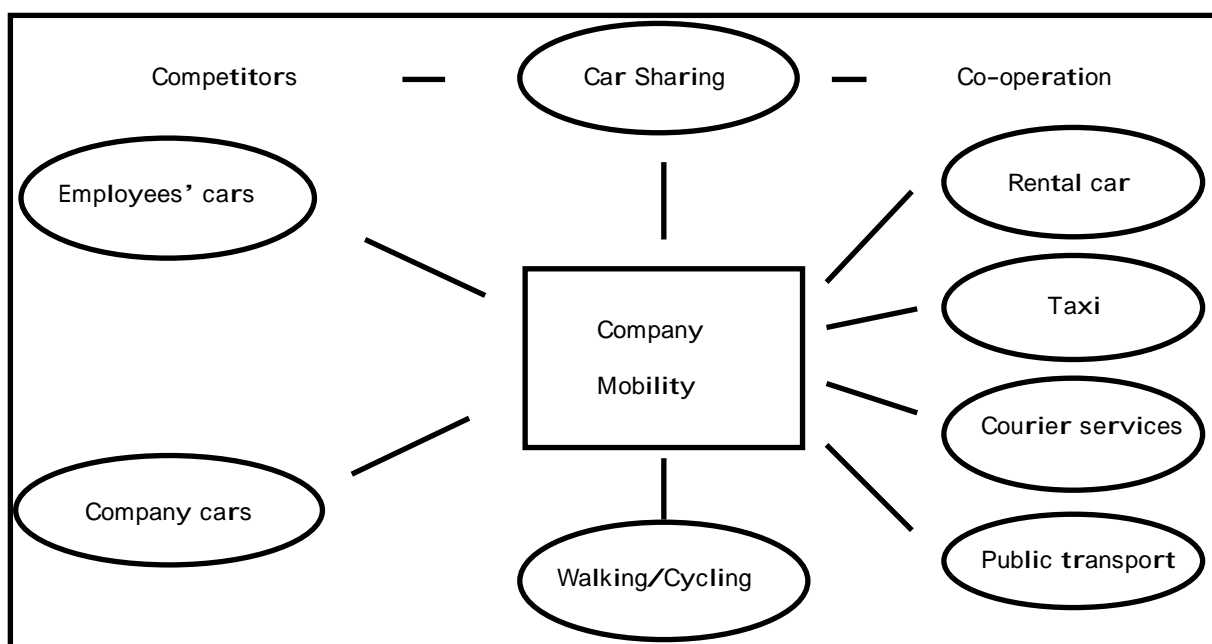 Competitors
Car Sharing
Co-operation
Employees’ cars
Rental car
Taxi
Company
Mobility
Courier services
Company cars
Public transport
Walking/Cycling